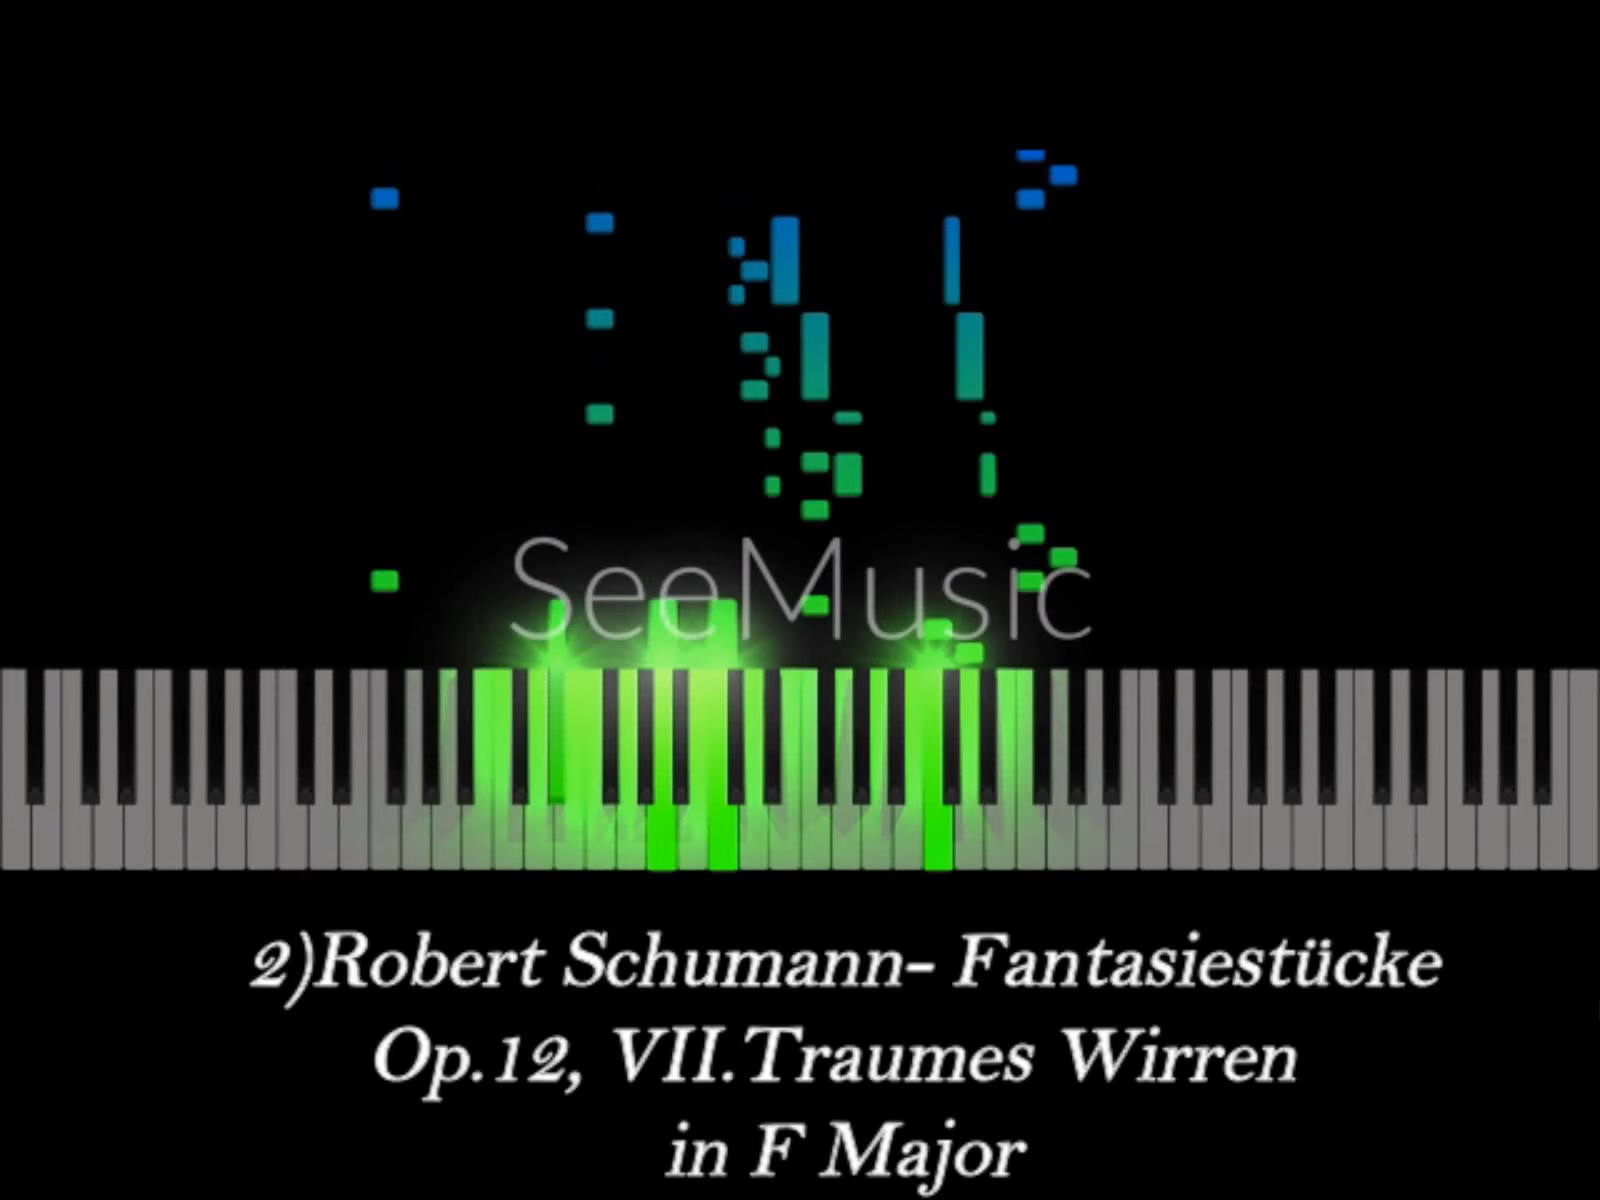 SeeMusic
2)Robert Schumann- Fantasiestücke
Op.12, VII.Traumes Wirren
in F Major